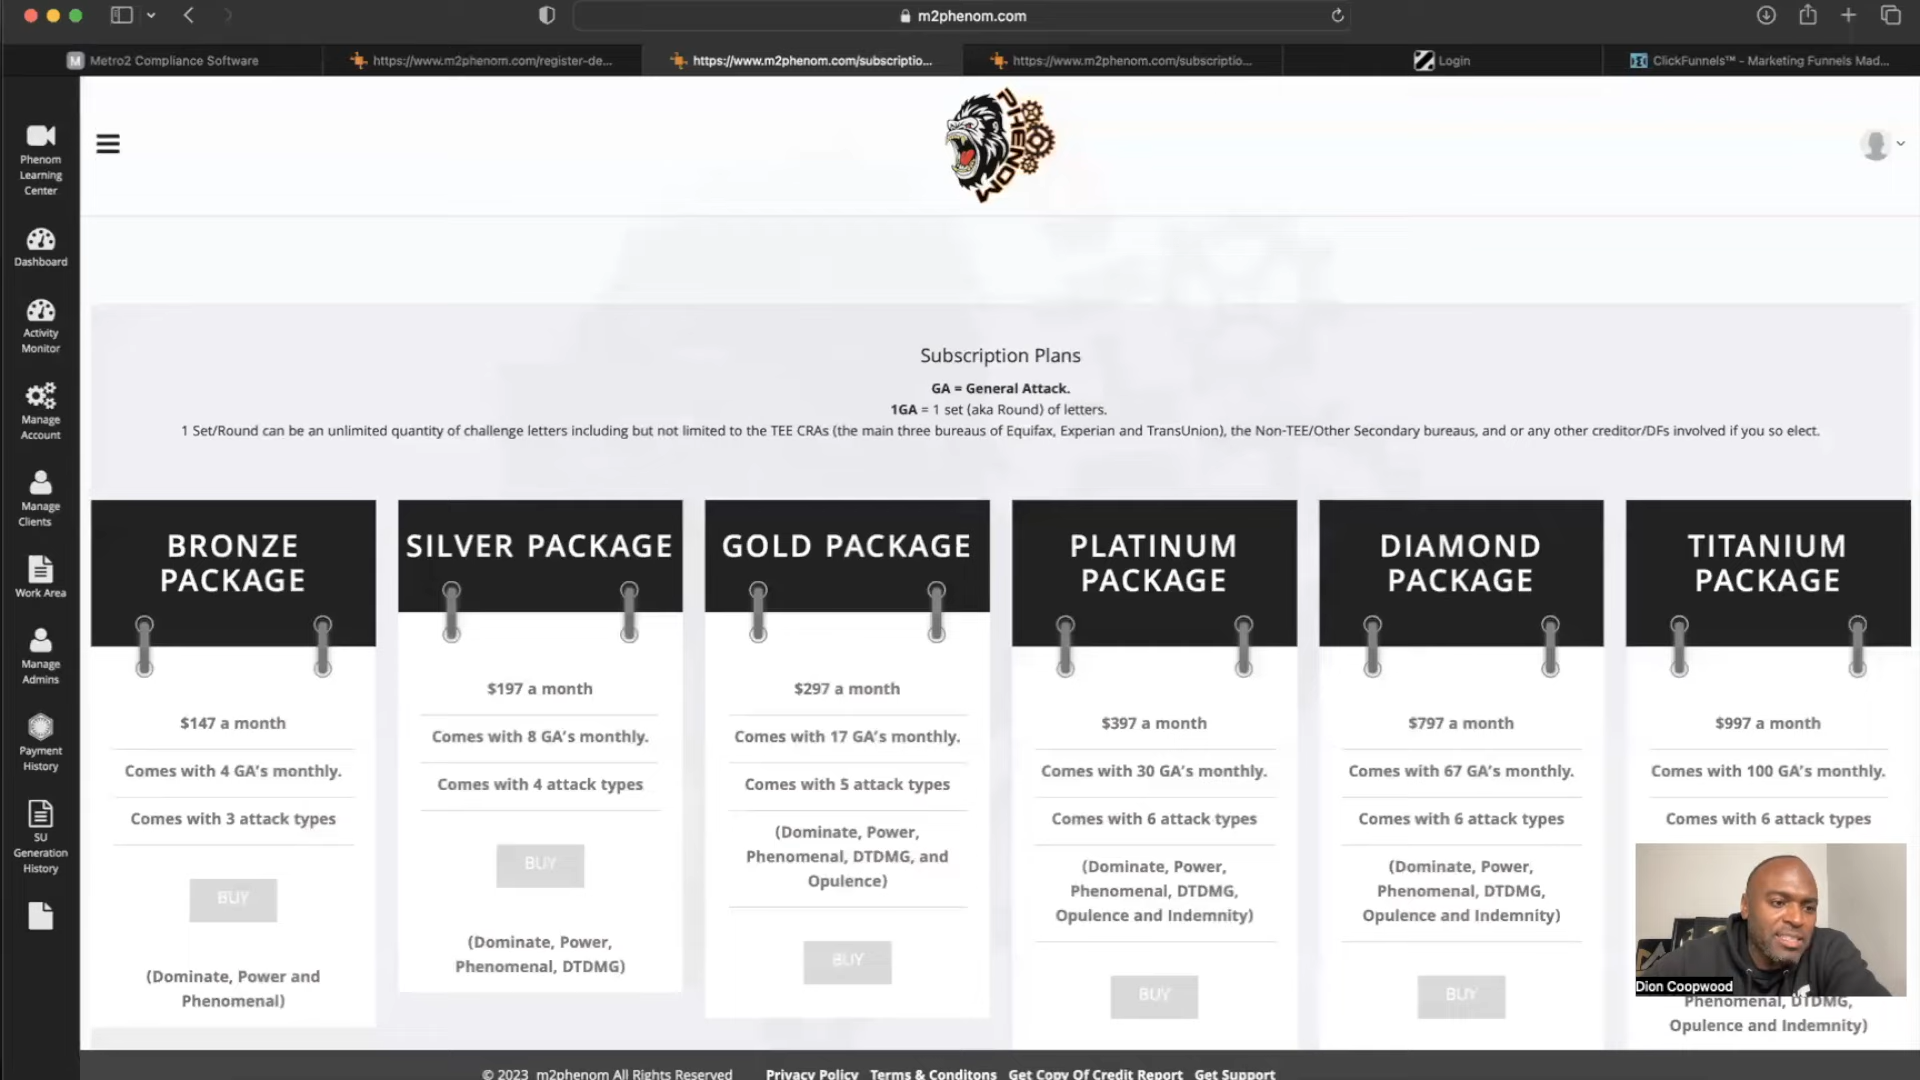 m2phenom.com
M Metro2 Compliance Software
https://www.m2phenom.com/register-de...
https://www.m2phenom.com/subscriptio...
https://www.m2phenom.com/subscriptio...
Login
ClickFunnels™ - Marketing Funnels Mad...
Phenom
Learning
Center
Dashboard
Activity
Monitor
Manage
Account
Manage
Clients
Work Area
Manage
Admins
Payment
History
SU
Generation
History
PHENOM
Subscription Plans
GA = General Attack.
1GA = 1 set (aka Round) of letters.
1 Set/Round can be an unlimited quantity of challenge letters including but not limited to the TEE CRAs (the main three bureaus of Equifax, Experian and TransUnion), the Non-TEE/Other Secondary bureaus, and or any other creditor/DFs involved if you so elect.
BRONZE
PACKAGE
$147 a month
Comes with 4 GA's monthly.
Comes with 3 attack types
BUY
(Dominate, Power and
Phenomenal)
SILVER PACKAGE
$197 a month
Comes with 8 GA's monthly.
Comes with 4 attack types
BUY
(Dominate, Power,
Phenomenal, DTDMG)
GOLD PACKAGE
$297 a month
Comes with 17 GA's monthly.
Comes with 5 attack types
(Dominate, Power,
Phenomenal, DTDMG, and
Opulence)
BUY
PLATINUM
PACKAGE
$397 a month
Comes with 30 GA's monthly.
Comes with 6 attack types
(Dominate, Power,
Phenomenal, DTDMG,
Opulence and Indemnity)
BUY
DIAMOND
PACKAGE
$797 a month
Comes with 67 GA's monthly.
Comes with 6 attack types
(Dominate, Power,
Phenomenal, DTDMG,
Opulence and Indemnity)
BUY
TITANIUM
PACKAGE
$997 a month
Comes with 100 GA's monthly.
Comes with 6 attack types
Dion Coopwood
Phenomenal, DTDMG,
Opulence and Indemnity)
© 2023 m2phenom All Rights Reserved Privacy Policy Terms & Conditons Get Copy Of Credit Report Get Support